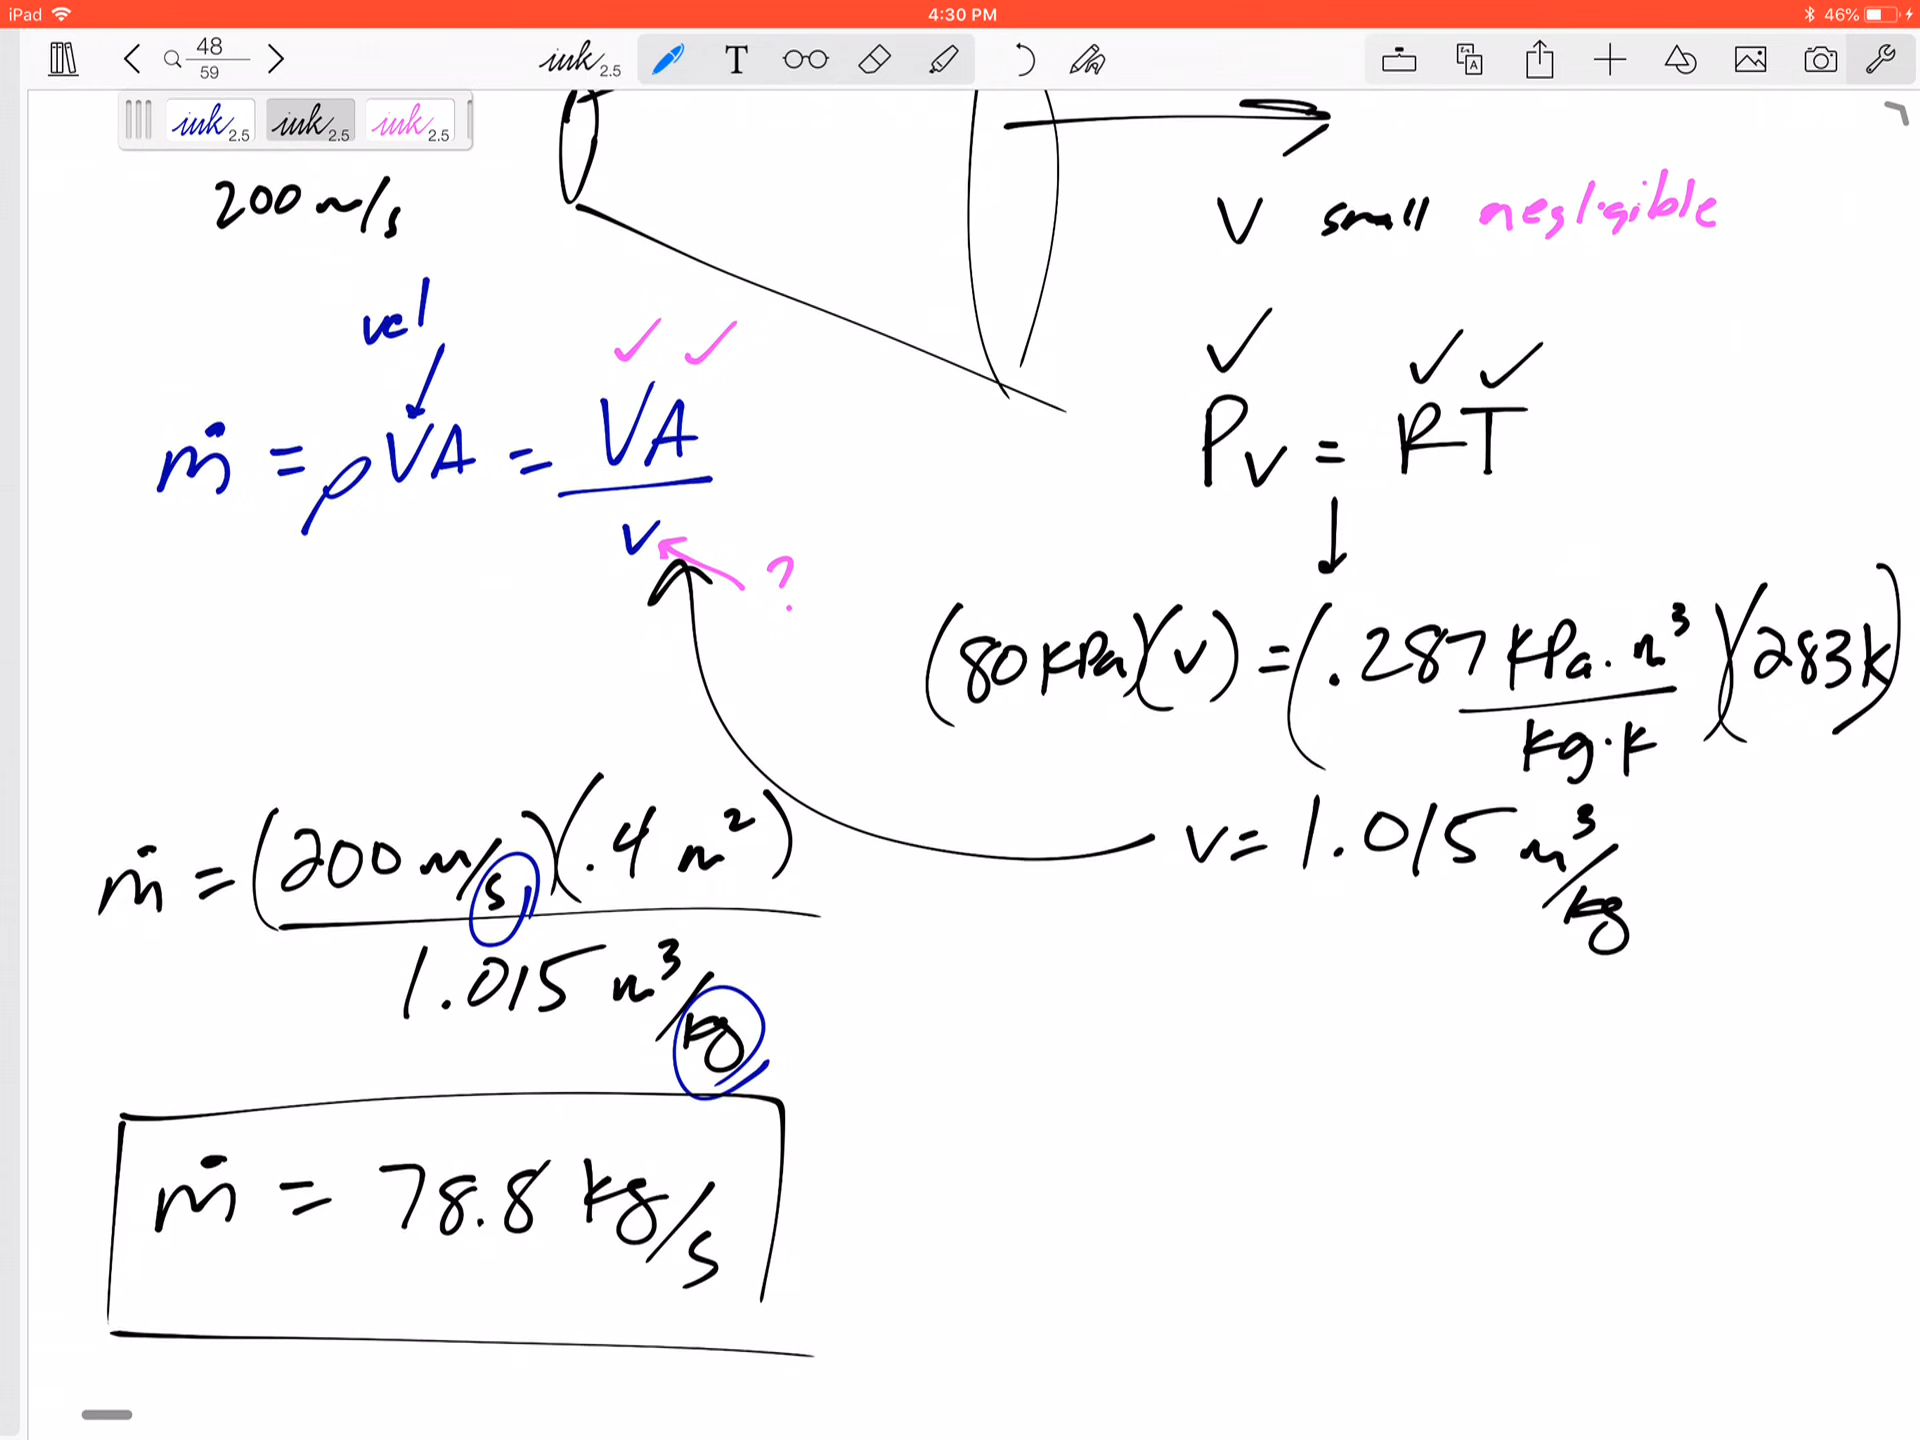 iPad 4:30 PM 46%
48
59
ink 2.5 T
ink 2.5 ink 2.5 ink 2.5
200 m/s
V small negligible
vel
ṁ = ρVA = VA
v
?
Pv = RT
(80 kPa)(v) = (.287 kPa·m³)(283k)
kg·k
ṁ = (200 m/s)(.4 m²)
1.015 m³/kg
v = 1.015 m³/kg
ṁ = 78.8 kg/s